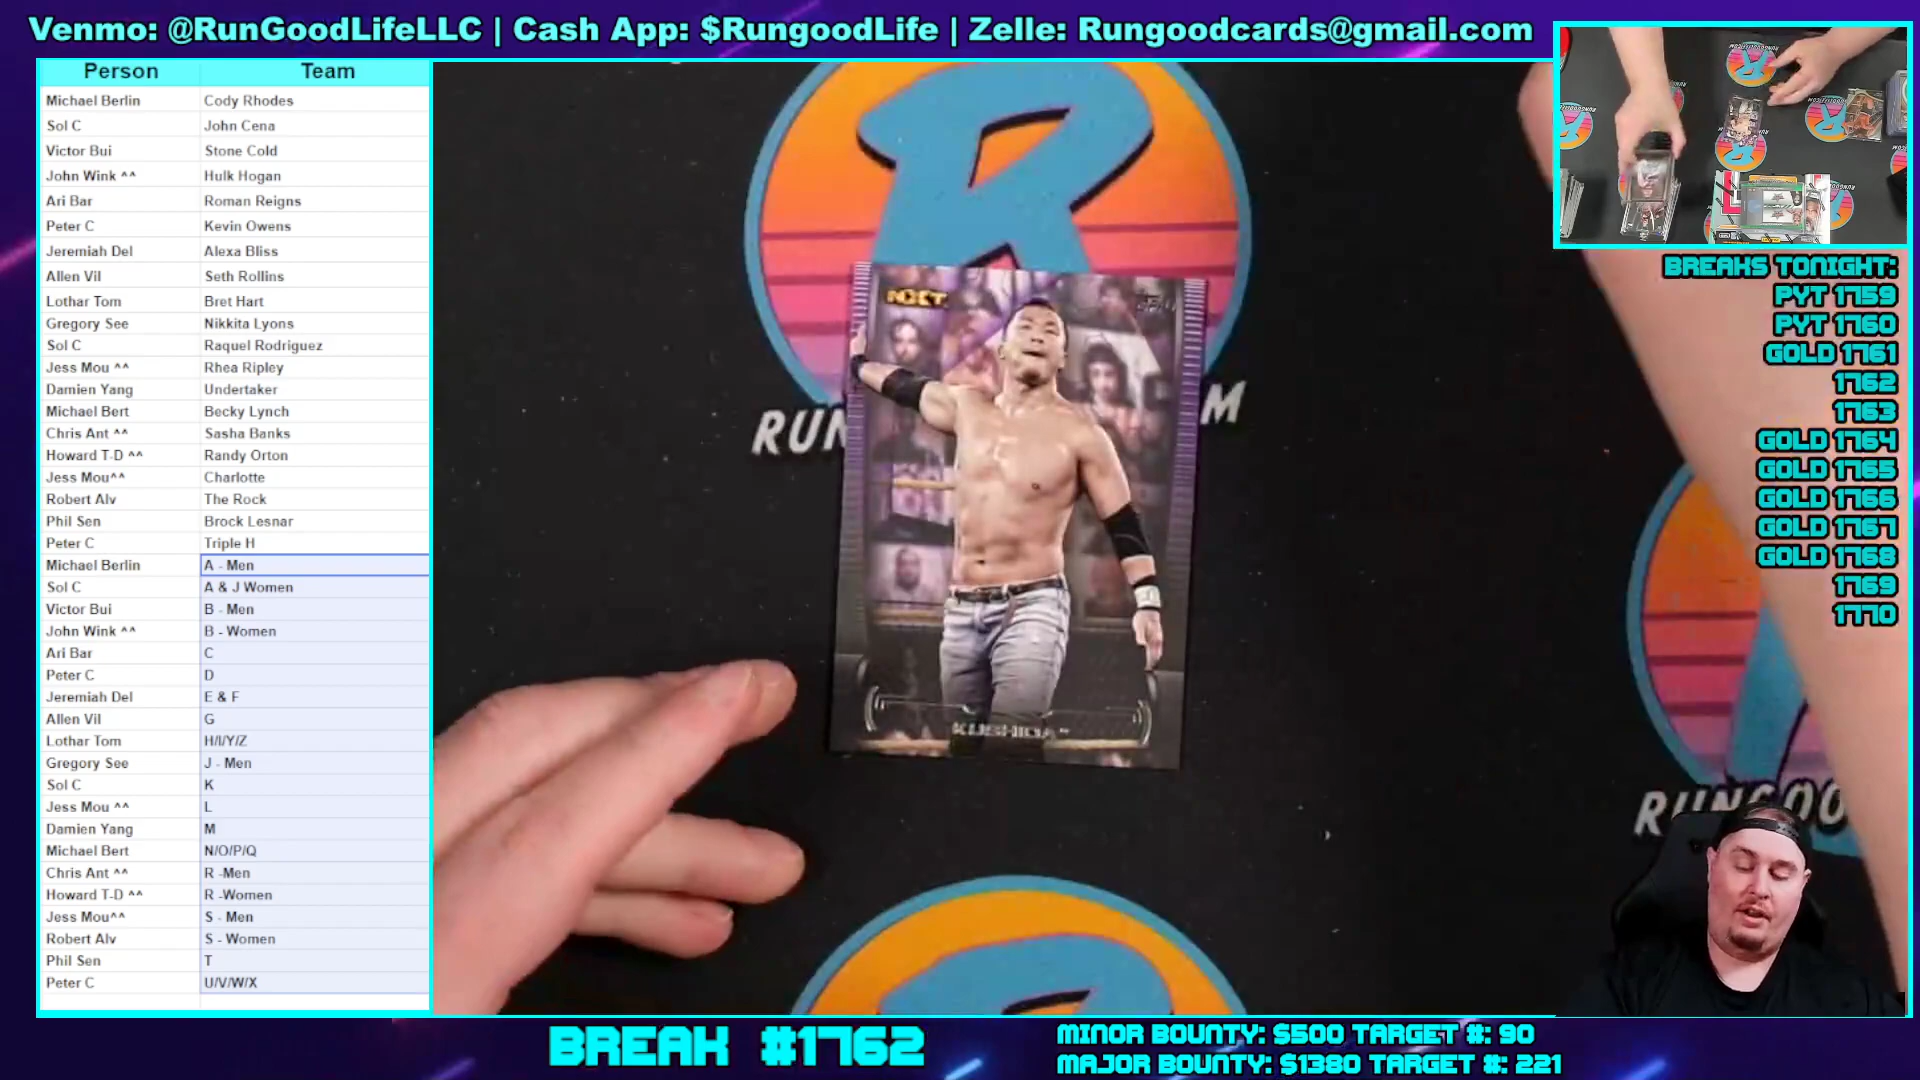 Venmo: @RunGoodLifeLLC | Cash App: $RungoodLife | Zelle: Rungoodcards@gmail.com
Person Team
Michael Berlin Cody Rhodes
Sol C John Cena
Victor Bui Stone Cold
John Wink ^^ Hulk Hogan
Ari Bar Roman Reigns
Peter C Kevin Owens
Jeremiah Del Alexa Bliss
Allen Vil Seth Rollins
Lothar Tom Bret Hart
Gregory See Nikkita Lyons
Sol C Raquel Rodriguez
Jess Mou ^^ Rhea Ripley
Damien Yang Undertaker
Michael Bert Becky Lynch
Chris Ant ^^ Sasha Banks
Howard T-D ^^ Randy Orton
Jess Mou^^ Charlotte
Robert Alv The Rock
Phil Sen Brock Lesnar
Peter C Triple H
Michael Berlin A - Men
Sol C A & J Women
Victor Bui B - Men
John Wink ^^ B - Women
Ari Bar C
Peter C D
Jeremiah Del E & F
Allen Vil G
Lothar Tom H/I/Y/Z
Gregory See J - Men
Sol C K
Jess Mou ^^ L
Damien Yang M
Michael Bert N/O/P/Q
Chris Ant ^^ R -Men
Howard T-D ^^ R -Women
Jess Mou^^ S - Men
Robert Alv S - Women
Phil Sen T
Peter C U/V/W/X
R
RUN
M
NXT
KUSHIDA™
RUNGOO
BREAKS TONIGHT:
PYT 1759
PYT 1760
GOLD 1761
1762
1763
GOLD 1764
GOLD 1765
GOLD 1766
GOLD 1767
GOLD 1768
1769
1770
BREAK #1762
MINOR BOUNTY: $500 TARGET #: 90
MAJOR BOUNTY: $1380 TARGET #: 221